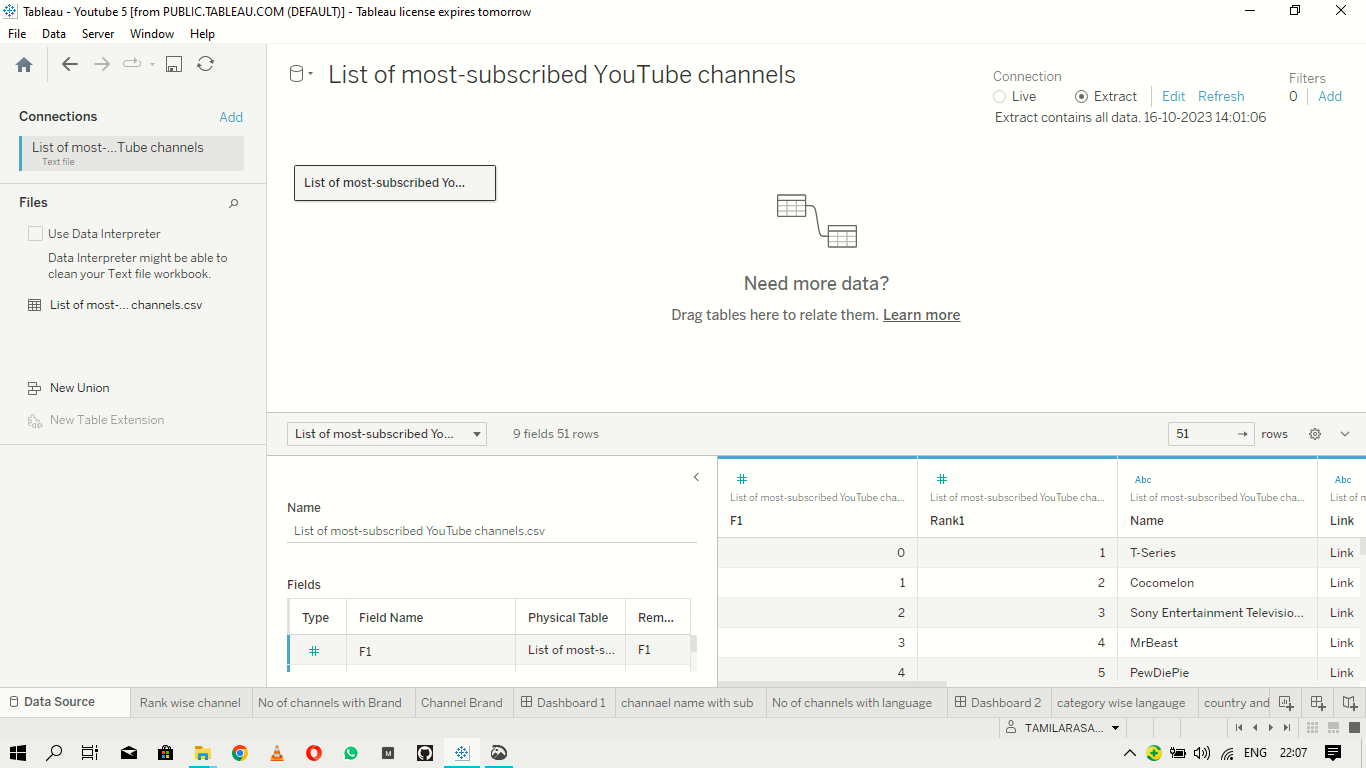 Tableau - Youtube 5 [from PUBLIC.TABLEAU.COM (DEFAULT)] - Tableau license expires tomorrow
File Data Server Window Help
List of most-subscribed YouTube channels
Connection
Live Extract Edit Refresh
Extract contains all data. 16-10-2023 14:01:06
Filters
0 Add
Connections Add
List of most-...Tube channels
Text file
Files
Use Data Interpreter
Data Interpreter might be able to
clean your Text file workbook.
List of most-... channels.csv
New Union
New Table Extension
List of most-subscribed Yo...
Need more data?
Drag tables here to relate them. Learn more
List of most-subscribed Yo... 9 fields 51 rows 51 → rows
Name
List of most-subscribed YouTube channels.csv
Fields
Type Field Name Physical Table Rem...
# F1 List of most-s... F1
# # Abc Abc
List of most-subscribed YouTube cha... List of most-subscribed YouTube cha... List of most-subscribed YouTube cha... List of m
F1 Rank1 Name Link
0 1 T-Series Link
1 2 Cocomelon Link
2 3 Sony Entertainment Televisio... Link
3 4 MrBeast Link
4 5 PewDiePie Link
Data Source Rank wise channel No of channels with Brand Channel Brand Dashboard 1 channael name with sub No of channels with language Dashboard 2 category wise langauge country and
TAMILARASA...
M ENG 22:07